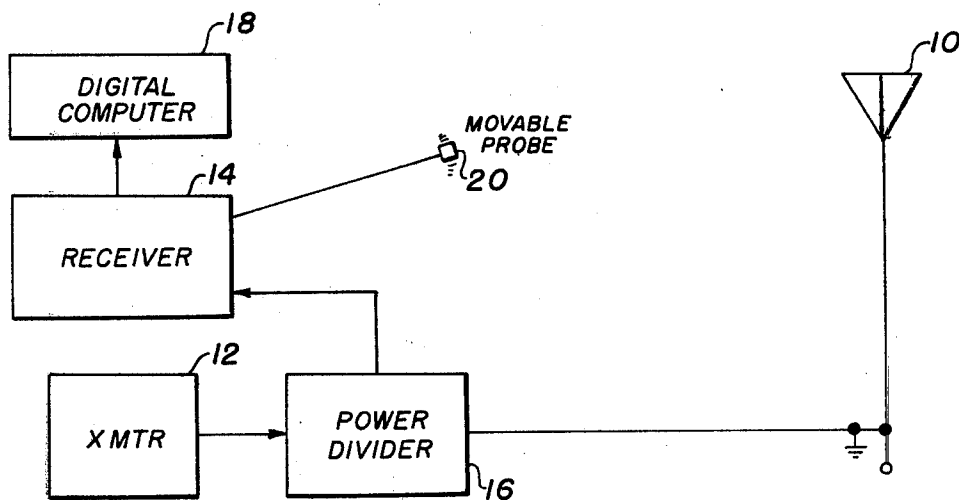 18
DIGITAL
COMPUTER
10
MOVABLE
PROBE
20
14
RECEIVER
12
XMTR
POWER
DIVIDER
16